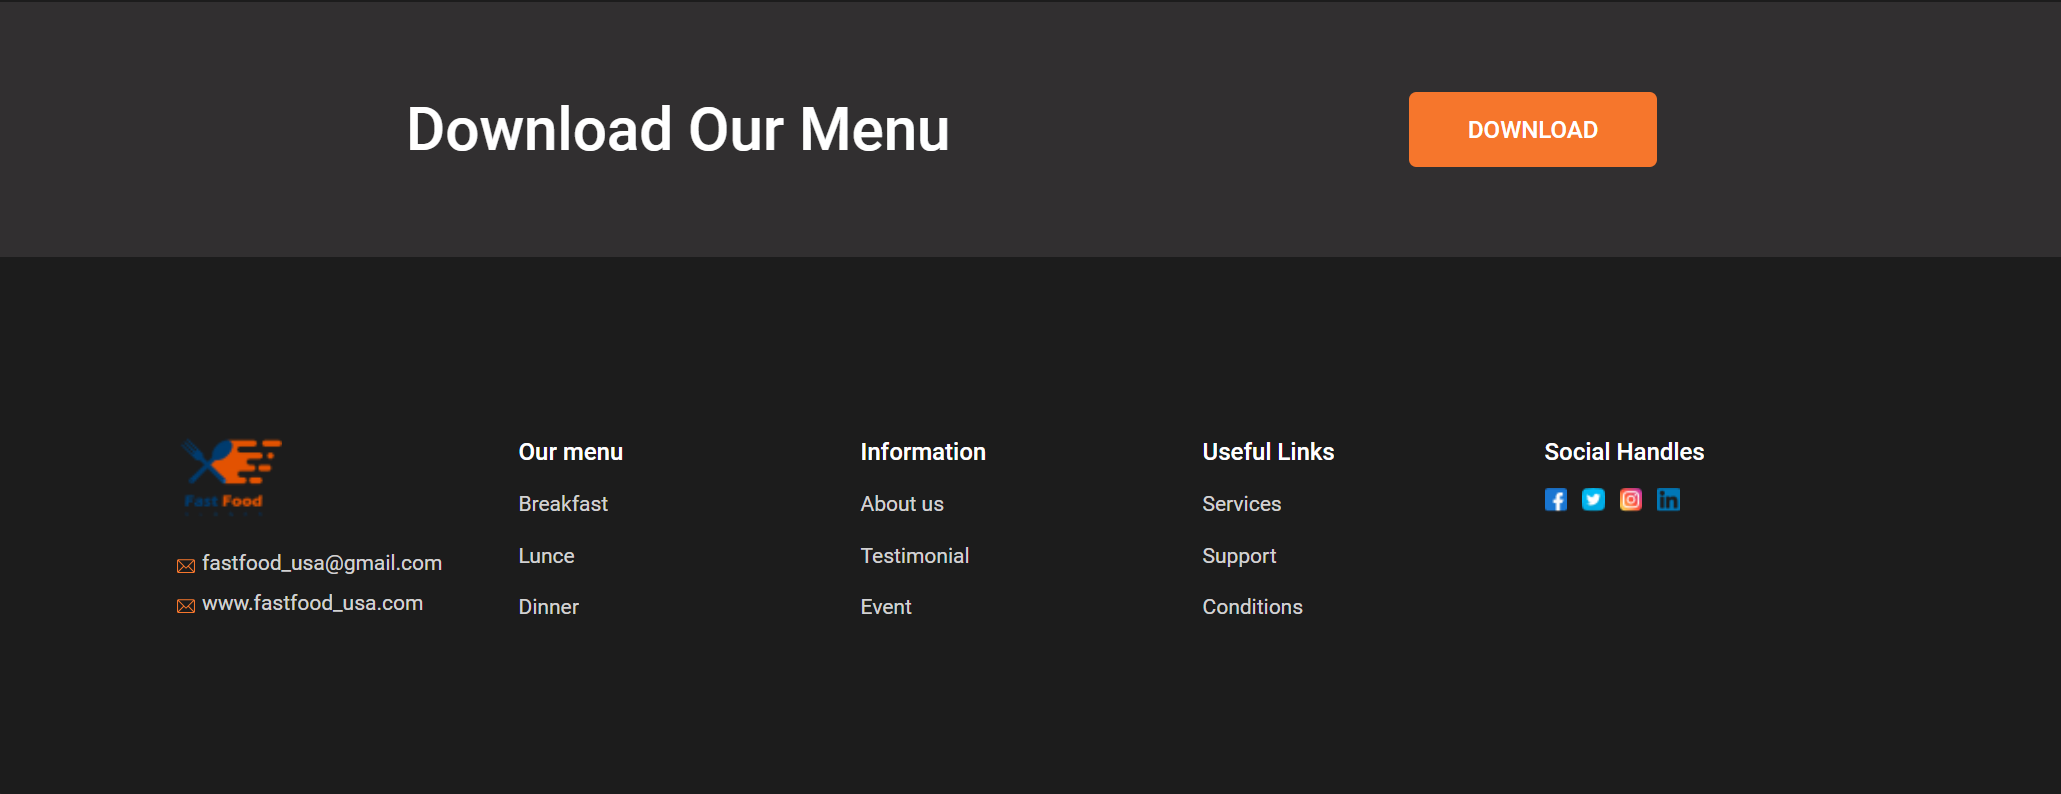 Download Our Menu
DOWNLOAD
Fast Food
fastfood_usa@gmail.com
www.fastfood_usa.com
Our menu
Breakfast
Lunce
Dinner
Information
About us
Testimonial
Event
Useful Links
Services
Support
Conditions
Social Handles